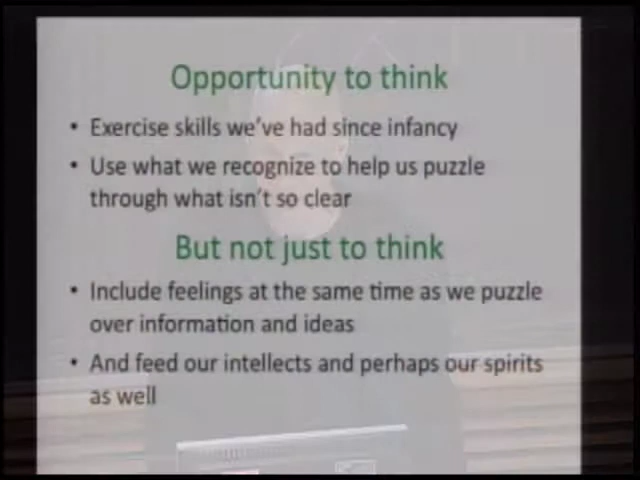 Opportunity to think
• Exercise skills we've had since infancy
• Use what we recognize to help us puzzle
through what isn't so clear
But not just to think
• Include feelings at the same time as we puzzle
over information and ideas
• And feed our intellects and perhaps our spirits
as well